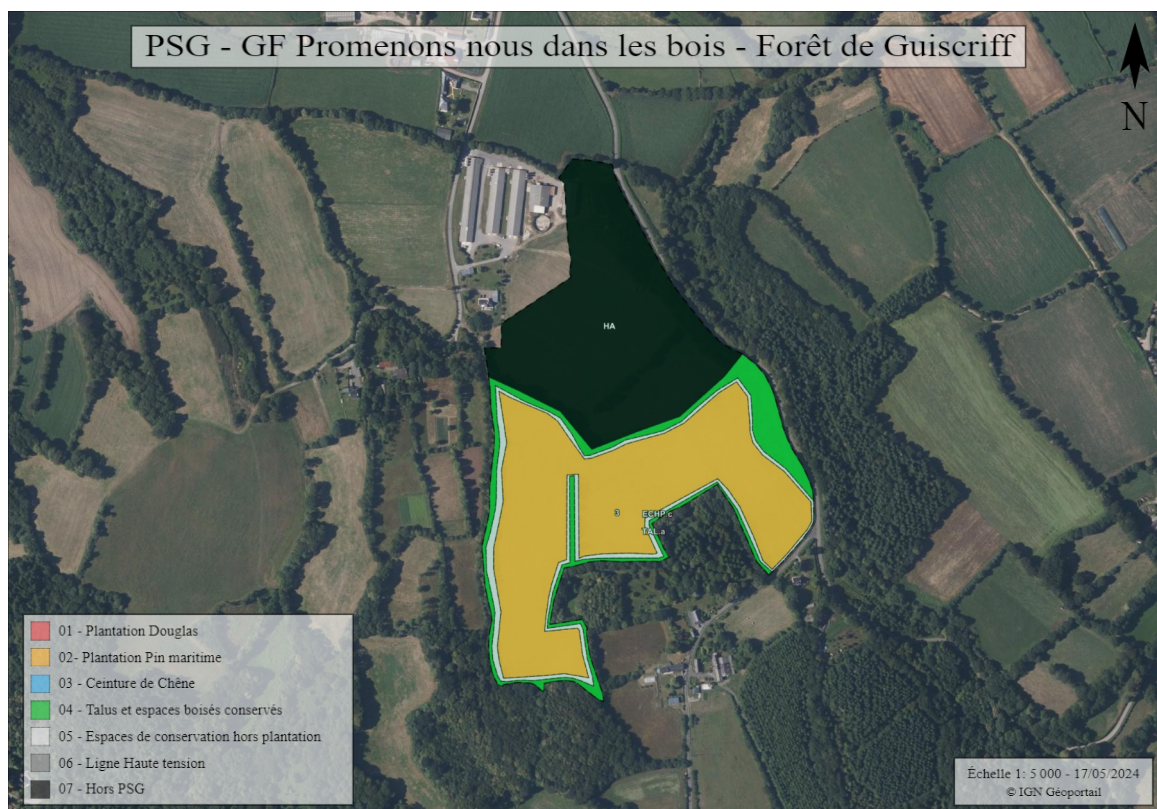 PSG - GF Promenons nous dans les bois - Forêt de Guiscriff
N
HA
3
ECHP.c
TAL.a
01 - Plantation Douglas
02- Plantation Pin maritime
03 - Ceinture de Chêne
04 - Talus et espaces boisés conservés
05 - Espaces de conservation hors plantation
06 - Ligne Haute tension
07 - Hors PSG
Échelle 1: 5 000 - 17/05/2024
© IGN Géoportail